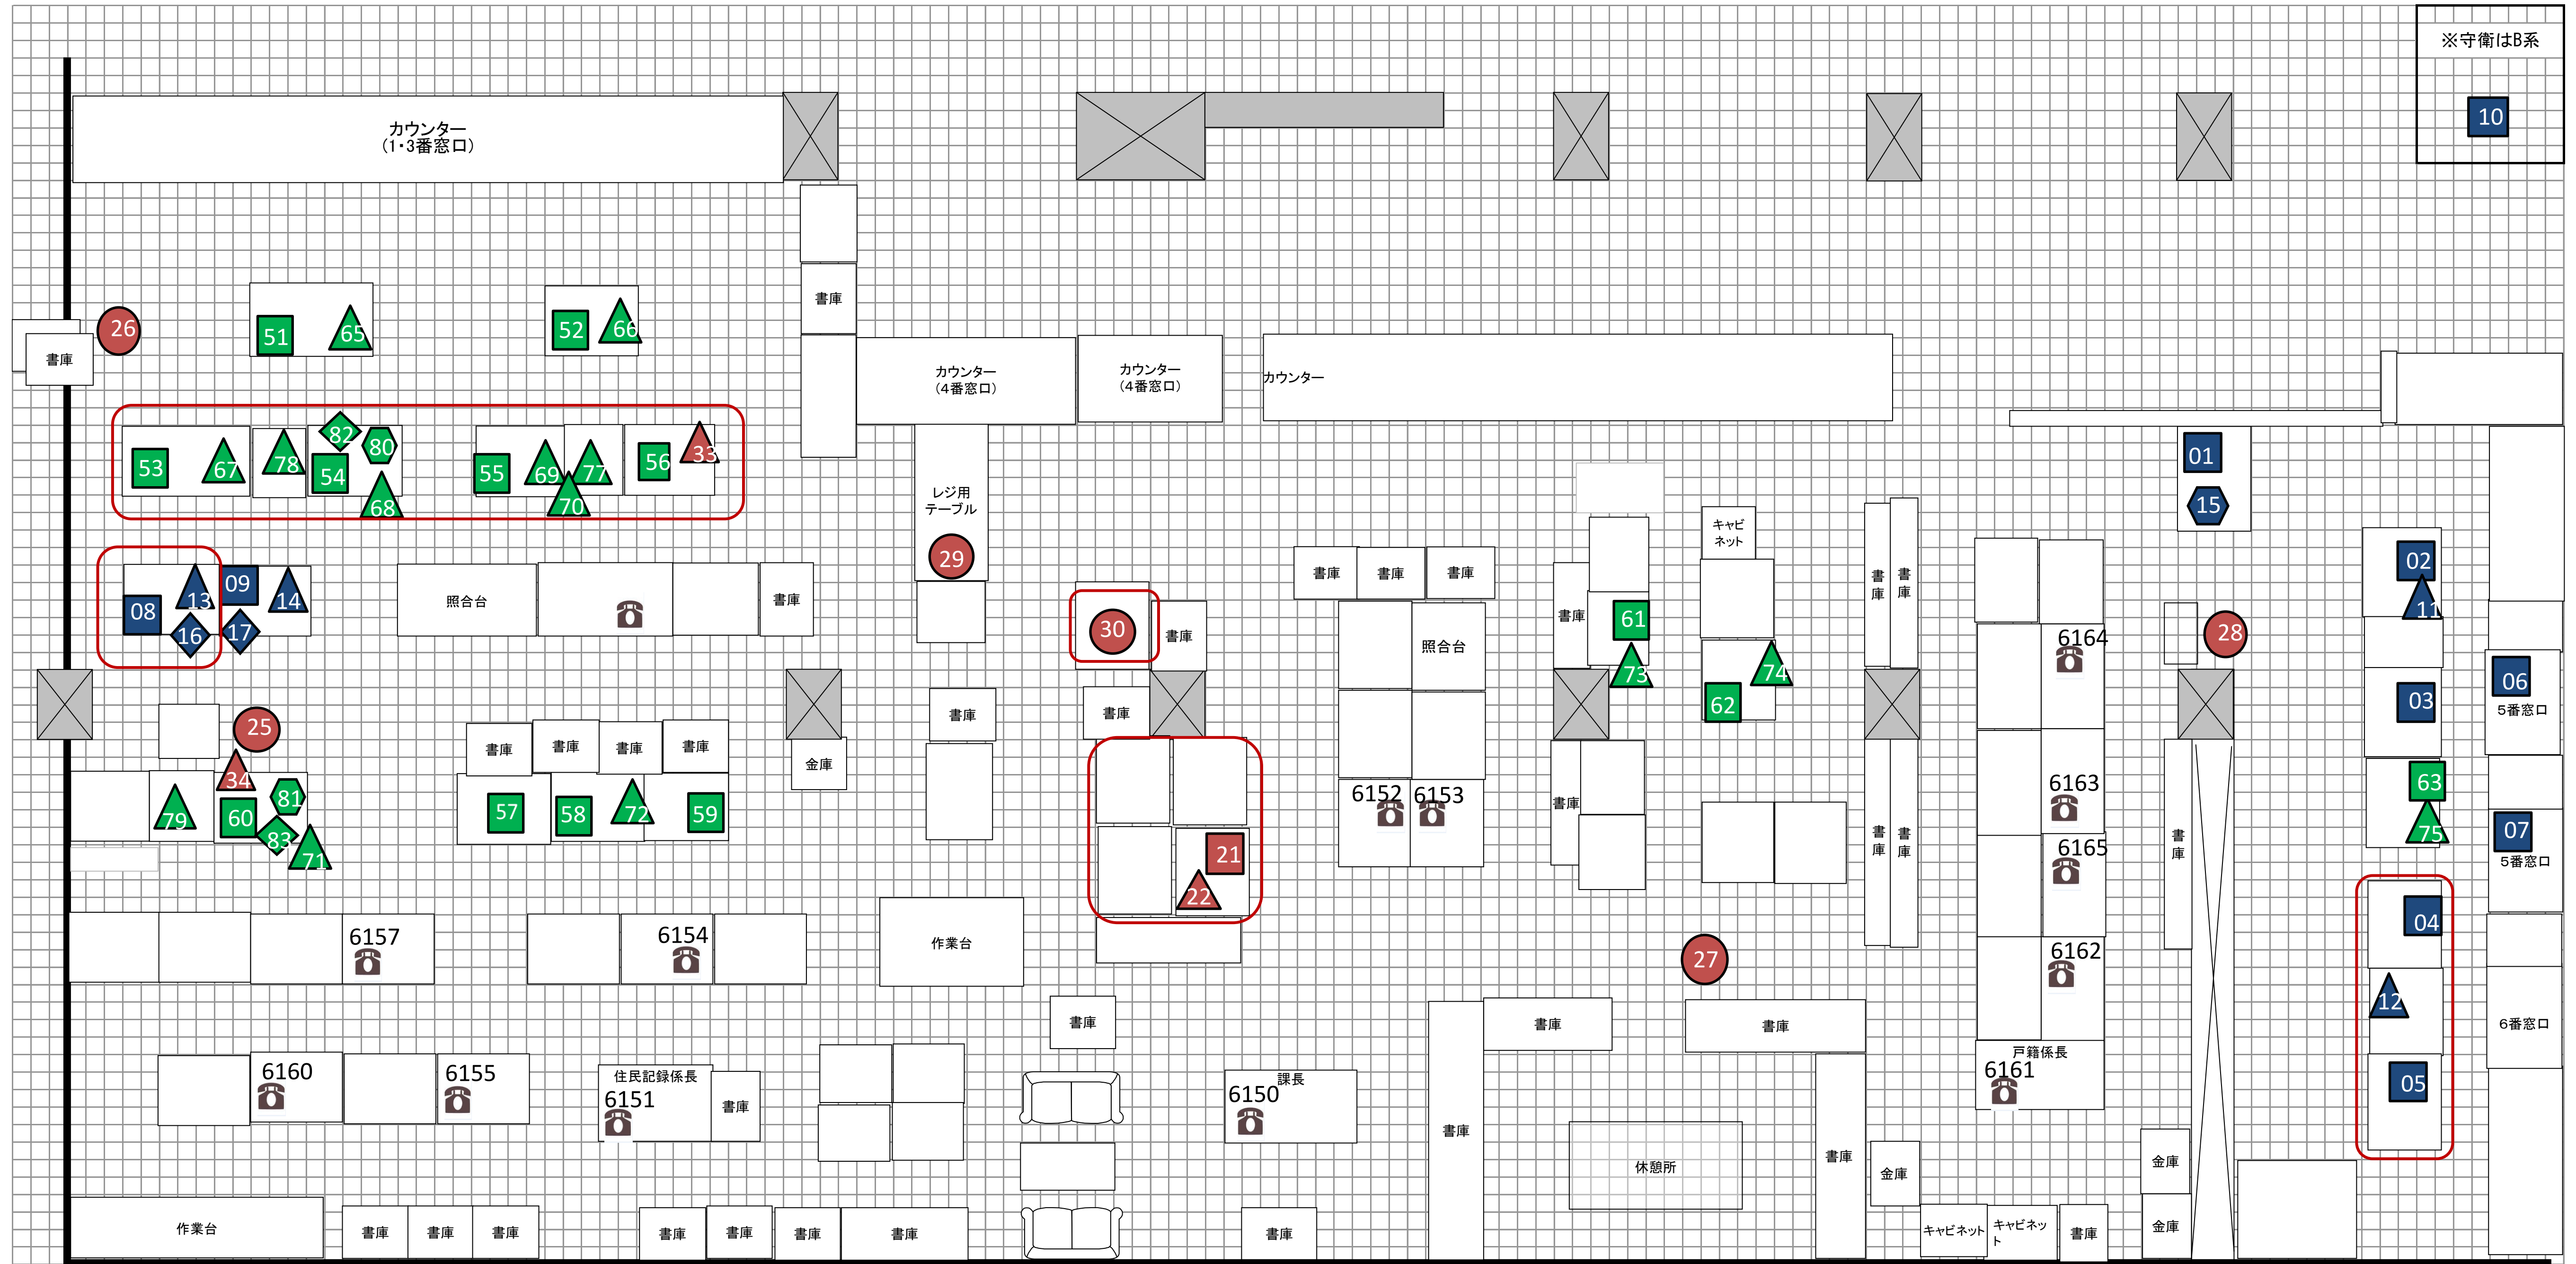 ※守衛はB系
10
カウンター
(1・3番窓口)
書庫
26
51
65
52
66
書庫
カウンター
(4番窓口)
カウンター
(4番窓口)
カウンター
53
67
78
82
80
54
68
55
69
77
70
56
33
レジ用
テーブル
29
01
15
キャビ
ネット
08
13
16
09
17
14
照合台
書庫
30
書庫
書庫
書庫
書庫
照合台
書庫
61
73
74
62
書庫
書庫
6164
28
02
11
03
06
5番窓口
25
34
79
60
81
83
71
書庫
書庫
書庫
書庫
57
58
72
59
金庫
書庫
書庫
21
22
6152
6153
書庫
書庫
書庫
6163
6165
6162
書庫
63
75
07
5番窓口
04
12
05
6番窓口
6157
6154
作業台
27
書庫
書庫
書庫
6160
6155
住民記録係長
6151
書庫
課長
6150
書庫
休憩所
書庫
戸籍係長
6161
金庫
金庫
金庫
作業台
書庫
書庫
書庫
書庫
書庫
書庫
書庫
書庫
キャビネット
キャビネッ
ト
書庫